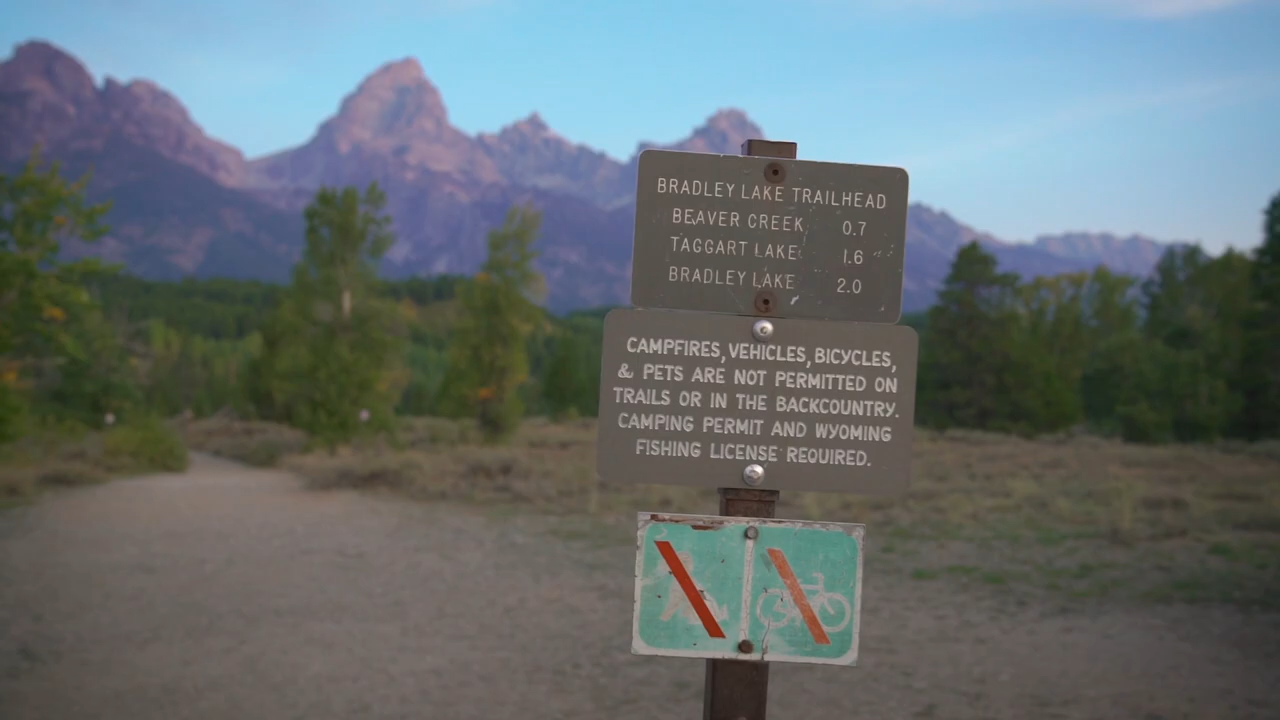 BRADLEY LAKE TRAILHEAD
BEAVER CREEK 0.7
TAGGART LAKE 1.6
BRADLEY LAKE 2.0
CAMPFIRES, VEHICLES, BICYCLES,
& PETS ARE NOT PERMITTED ON
TRAILS OR IN THE BACKCOUNTRY.
CAMPING PERMIT AND WYOMING
FISHING LICENSE REQUIRED.